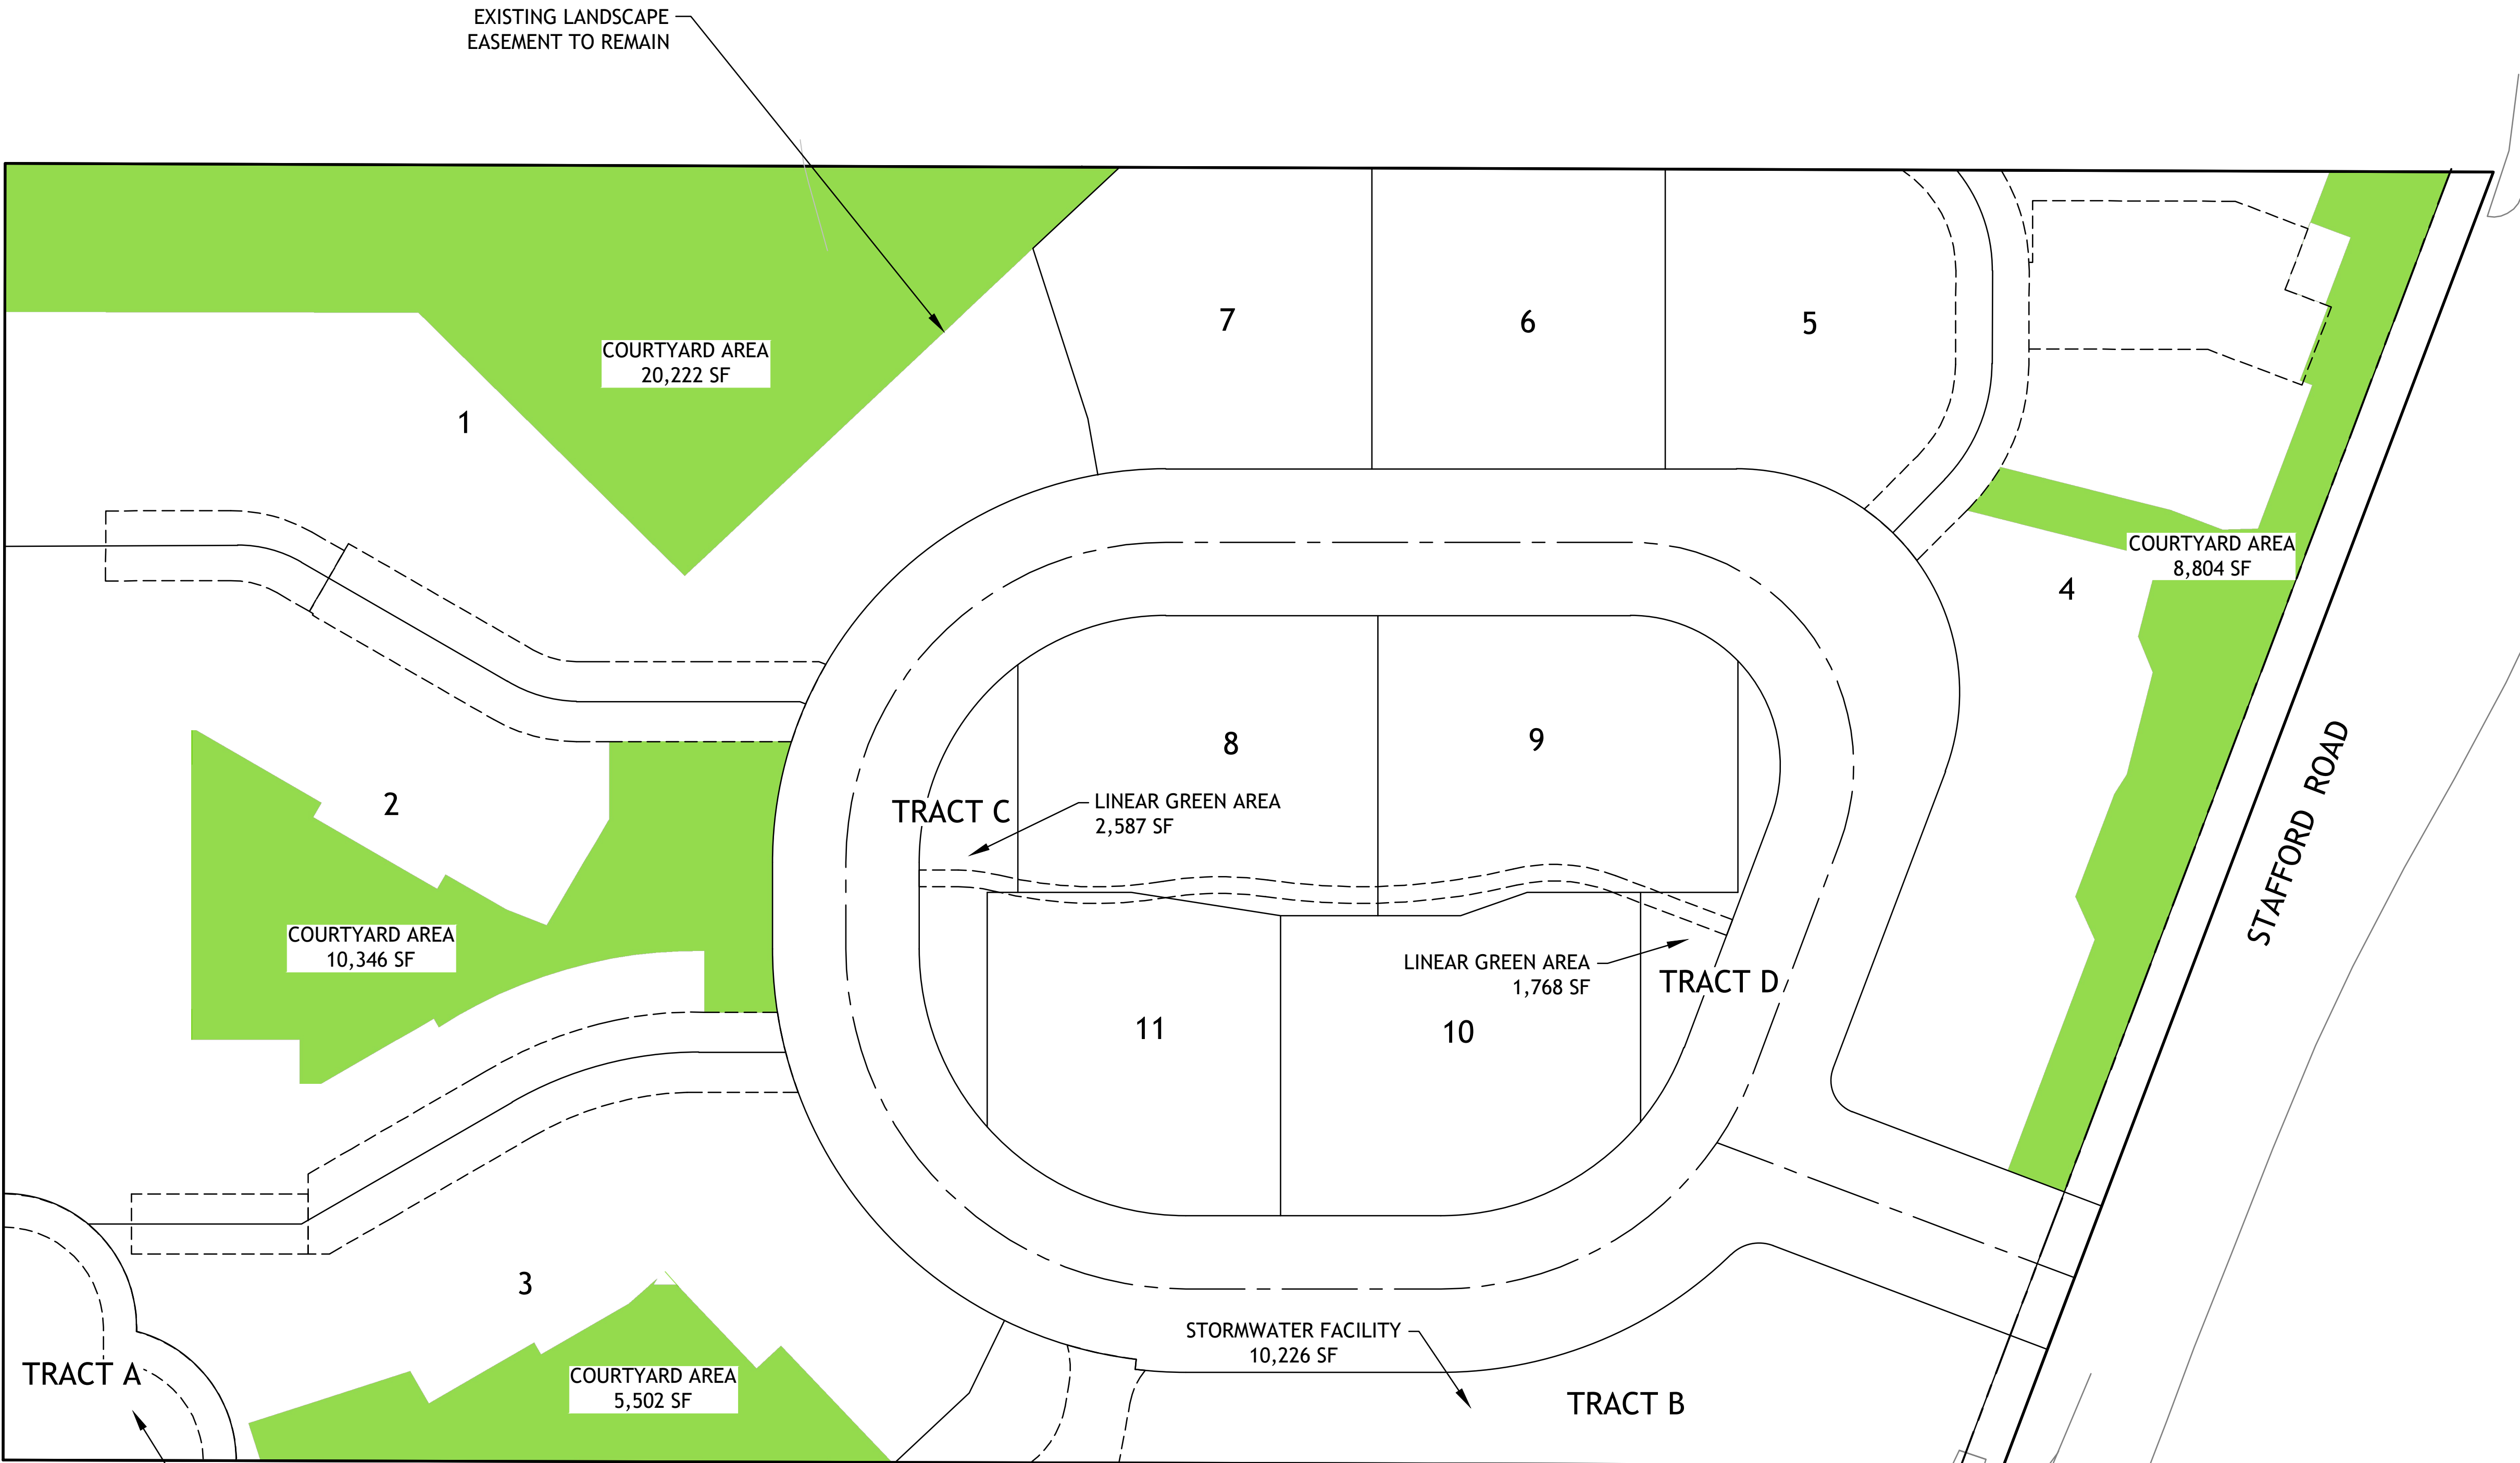 EXISTING LANDSCAPE
EASEMENT TO REMAIN
7
6
5
COURTYARD AREA
20,222 SF
1
COURTYARD AREA
8,804 SF
4
8
9
2
TRACT C
LINEAR GREEN AREA
2,587 SF
STAFFORD ROAD
COURTYARD AREA
10,346 SF
LINEAR GREEN AREA
1,768 SF
TRACT D
11
10
3
STORMWATER FACILITY
10,226 SF
TRACT A
COURTYARD AREA
5,502 SF
TRACT B